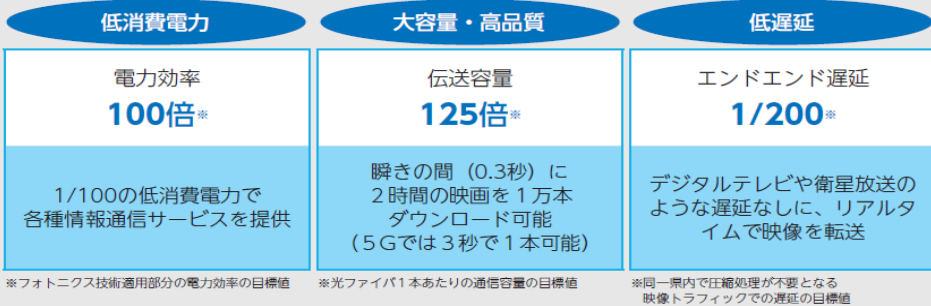 低消費電力
電力効率
100倍※
1/100の低消費電力で
各種情報通信サービスを提供
※フォトニクス技術適用部分の電力効率の目標値
大容量・高品質
伝送容量
125倍※
瞬きの間（0.3秒）に
２時間の映画を１万本
ダウンロード可能
（５Gでは３秒で１本可能）
※光ファイバ１本あたりの通信容量の目標値
低遅延
エンドエンド遅延
1/200※
デジタルテレビや衛星放送の
ような遅延なしに、リアルタ
イムで映像を転送
※同一県内で圧縮処理が不要となる
映像トラフィックでの遅延の目標値